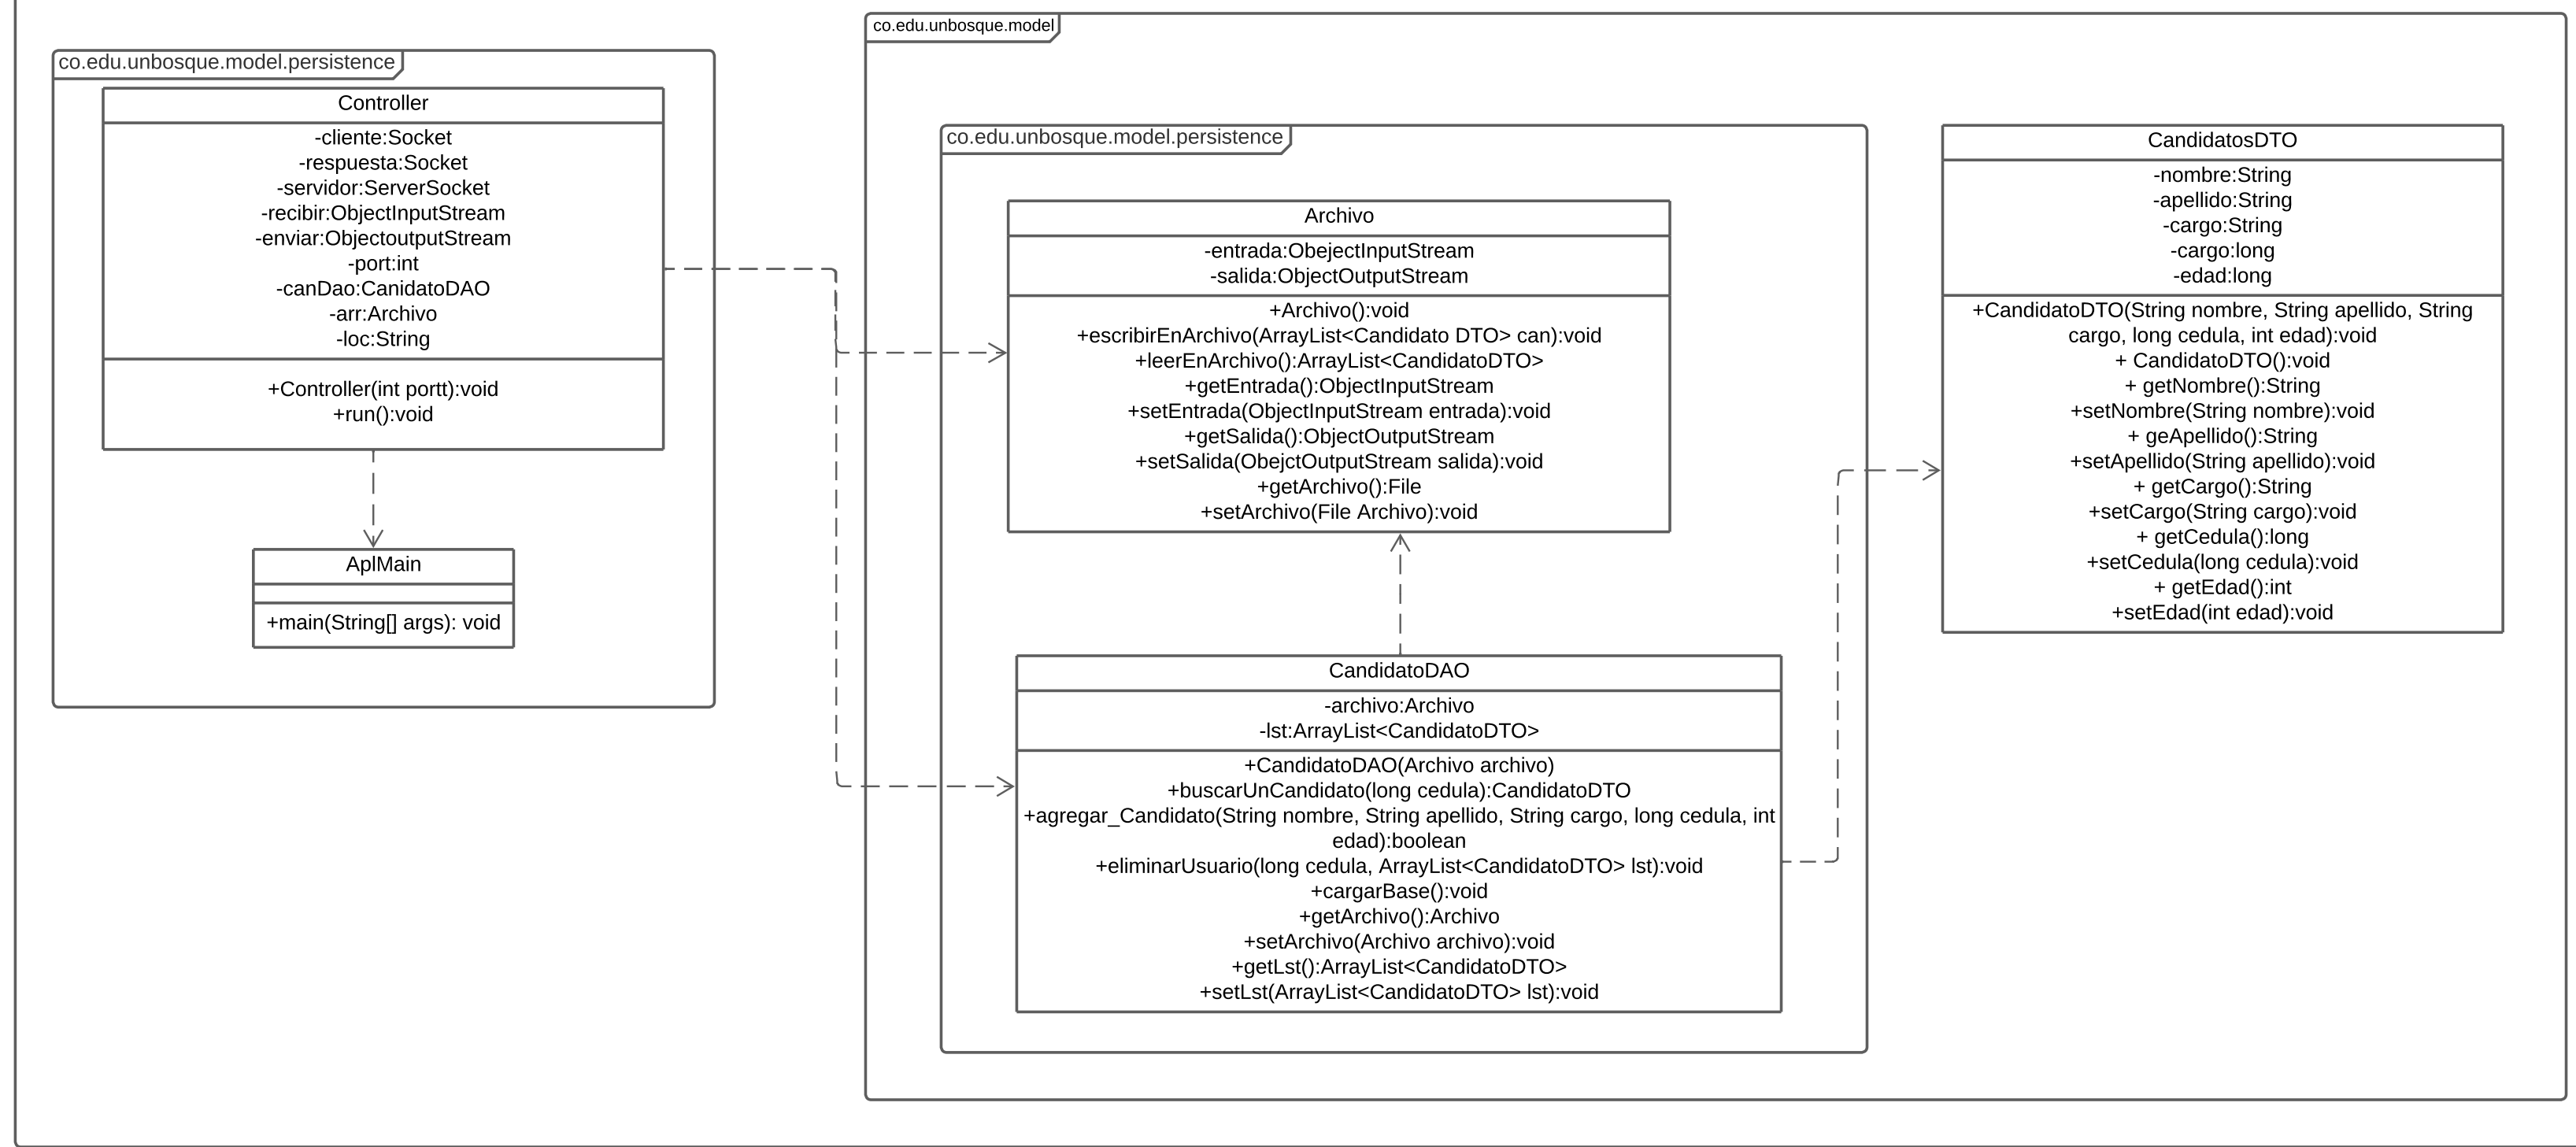 co.edu.unbosque.model.persistence
Controller
-cliente:Socket
-respuesta:Socket
-servidor:ServerSocket
-recibir:ObjectInputStream
-enviar:ObjectoutputStream
-port:int
-canDao:CanidatoDAO
-arr:Archivo
-loc:String
+Controller(int portt):void
+run():void
AplMain
+main(String[] args): void
co.edu.unbosque.model
co.edu.unbosque.model.persistence
Archivo
-entrada:ObejectInputStream
-salida:ObjectOutputStream
+Archivo():void
+escribirEnArchivo(ArrayList<Candidato DTO> can):void
+leerEnArchivo():ArrayList<CandidatoDTO>
+getEntrada():ObjectInputStream
+setEntrada(ObjectInputStream entrada):void
+getSalida():ObjectOutputStream
+setSalida(ObejctOutputStream salida):void
+getArchivo():File
+setArchivo(File Archivo):void
CandidatoDAO
-archivo:Archivo
-lst:ArrayList<CandidatoDTO>
+CandidatoDAO(Archivo archivo)
+buscarUnCandidato(long cedula):CandidatoDTO
+agregar_Candidato(String nombre, String apellido, String cargo, long cedula, int
edad):boolean
+eliminarUsuario(long cedula, ArrayList<CandidatoDTO> lst):void
+cargarBase():void
+getArchivo():Archivo
+setArchivo(Archivo archivo):void
+getLst():ArrayList<CandidatoDTO>
+setLst(ArrayList<CandidatoDTO> lst):void
CandidatosDTO
-nombre:String
-apellido:String
-cargo:String
-cargo:long
-edad:long
+CandidatoDTO(String nombre, String apellido, String
cargo, long cedula, int edad):void
+ CandidatoDTO():void
+ getNombre():String
+setNombre(String nombre):void
+ geApellido():String
+setApellido(String apellido):void
+ getCargo():String
+setCargo(String cargo):void
+ getCedula():long
+setCedula(long cedula):void
+ getEdad():int
+setEdad(int edad):void